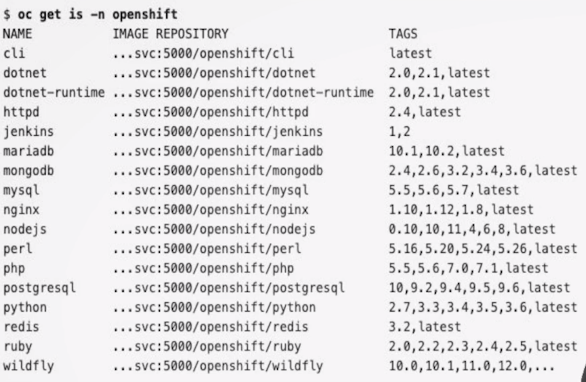 $ oc get is -n openshift
NAME IMAGE REPOSITORY TAGS
cli ...svc:5000/openshift/cli latest
dotnet ...svc:5000/openshift/dotnet 2.0,2.1,latest
dotnet-runtime ...svc:5000/openshift/dotnet-runtime 2.0,2.1,latest
httpd ...svc:5000/openshift/httpd 2.4,latest
jenkins ...svc:5000/openshift/jenkins 1,2
mariadb ...svc:5000/openshift/mariadb 10.1,10.2,latest
mongodb ...svc:5000/openshift/mongodb 2.4,2.6,3.2,3.4,3.6,latest
mysql ...svc:5000/openshift/mysql 5.5,5.6,5.7,latest
nginx ...svc:5000/openshift/nginx 1.10,1.12,1.8,latest
nodejs ...svc:5000/openshift/nodejs 0.10,10,11,4,6,8,latest
perl ...svc:5000/openshift/perl 5.16,5.20,5.24,5.26,latest
php ...svc:5000/openshift/php 5.5,5.6,7.0,7.1,latest
postgresql ...svc:5000/openshift/postgresql 10,9.2,9.4,9.5,9.6,latest
python ...svc:5000/openshift/python 2.7,3.3,3.4,3.5,3.6,latest
redis ...svc:5000/openshift/redis 3.2,latest
ruby ...svc:5000/openshift/ruby 2.0,2.2,2.3,2.4,2.5,latest
wildfly ...svc:5000/openshift/wildfly 10.0,10.1,11.0,12.0,...